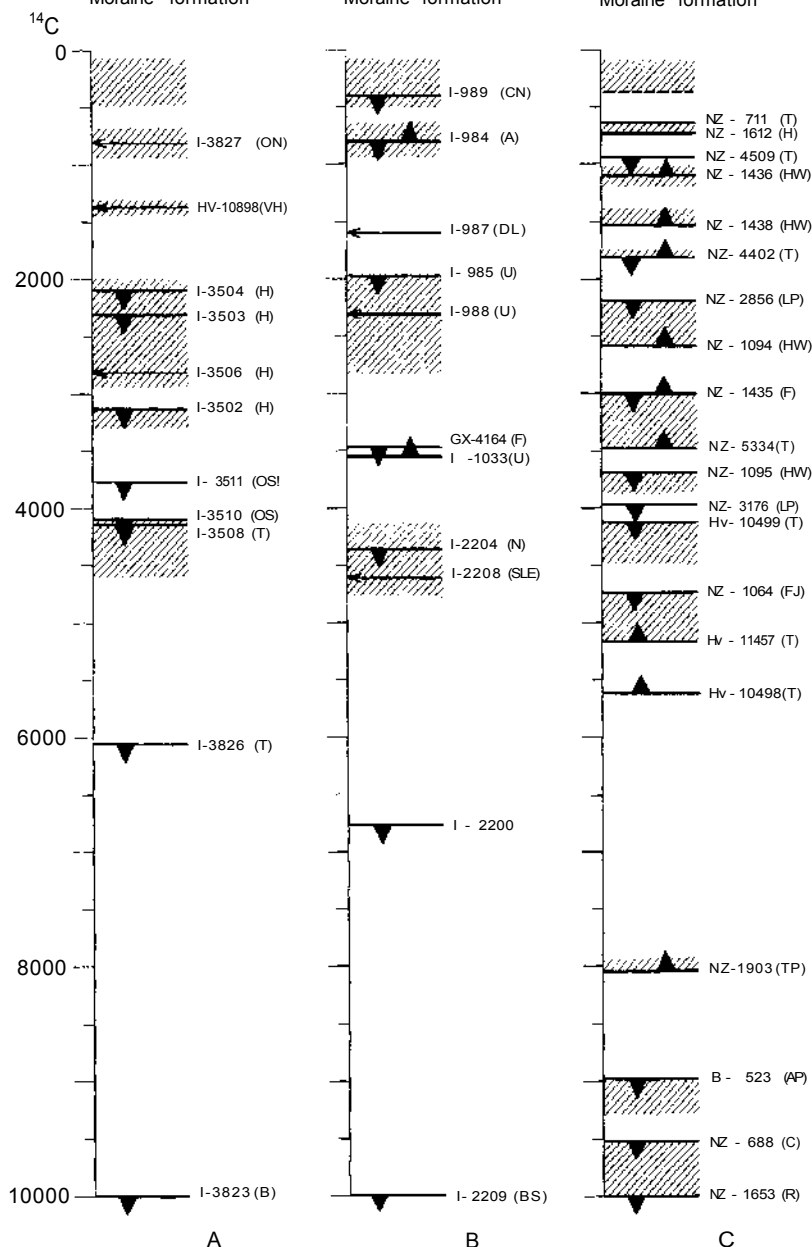 Moraine formation
Moraine formation
Moraine formation
14C
0
2000
4000
6000
8000
10000
I-3827 (ON)
HV-10898(VH)
I-3504 (H)
I-3503 (H)
I-3506 (H)
I-3502 (H)
I- 3511 (OS!
I-3510 (OS)
I-3508 (T)
I-3826 (T)
I-3823 (B)
A
I-989 (CN)
I-984 (A)
I-987 (DL)
I- 985 (U)
I-988 (U)
GX-4164 (F)
I -1033(U)
I-2204 (N)
I-2208 (SLE)
I - 2200
I-2209 (BS)
B
NZ - 711 (T)
NZ - 1612 (H)
NZ - 4509 (T)
NZ - 1436 (HW)
NZ - 1438 (HW)
NZ- 4402 (T)
NZ - 2856 (LP)
NZ - 1094 (HW)
NZ - 1435 (F)
NZ- 5334(T)
NZ- 1095 (HW)
NZ- 3176 (LP)
Hv- 10499 (T)
NZ - 1064 (FJ)
Hv - 11457 (T)
Hv - 10498(T)
NZ-1903 (TP)
B - 523 (AP)
NZ - 688 (C)
NZ - 1653 (R)
C